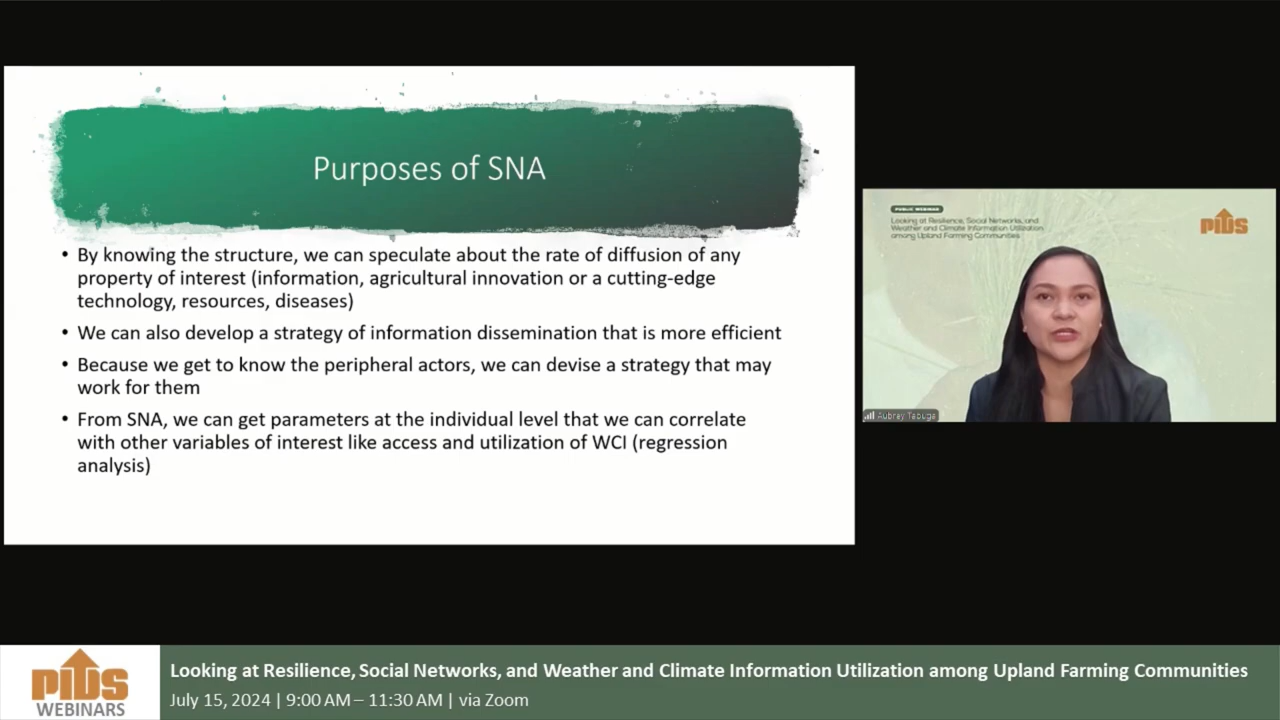 Purposes of SNA
• By knowing the structure, we can speculate about the rate of diffusion of any
property of interest (information, agricultural innovation or a cutting-edge
technology, resources, diseases)
• We can also develop a strategy of information dissemination that is more efficient
• Because we get to know the peripheral actors, we can devise a strategy that may
work for them
• From SNA, we can get parameters at the individual level that we can correlate
with other variables of interest like access and utilization of WCI (regression
analysis)
PUBLIC WEBINAR
Looking at Resilience, Social Networks, and
Weather and Climate Information Utilization
among Upland Farming Communities
PIDS
Aubrey Tabuga
PIDS
WEBINARS
Looking at Resilience, Social Networks, and Weather and Climate Information Utilization among Upland Farming Communities
July 15, 2024 | 9:00 AM – 11:30 AM | via Zoom